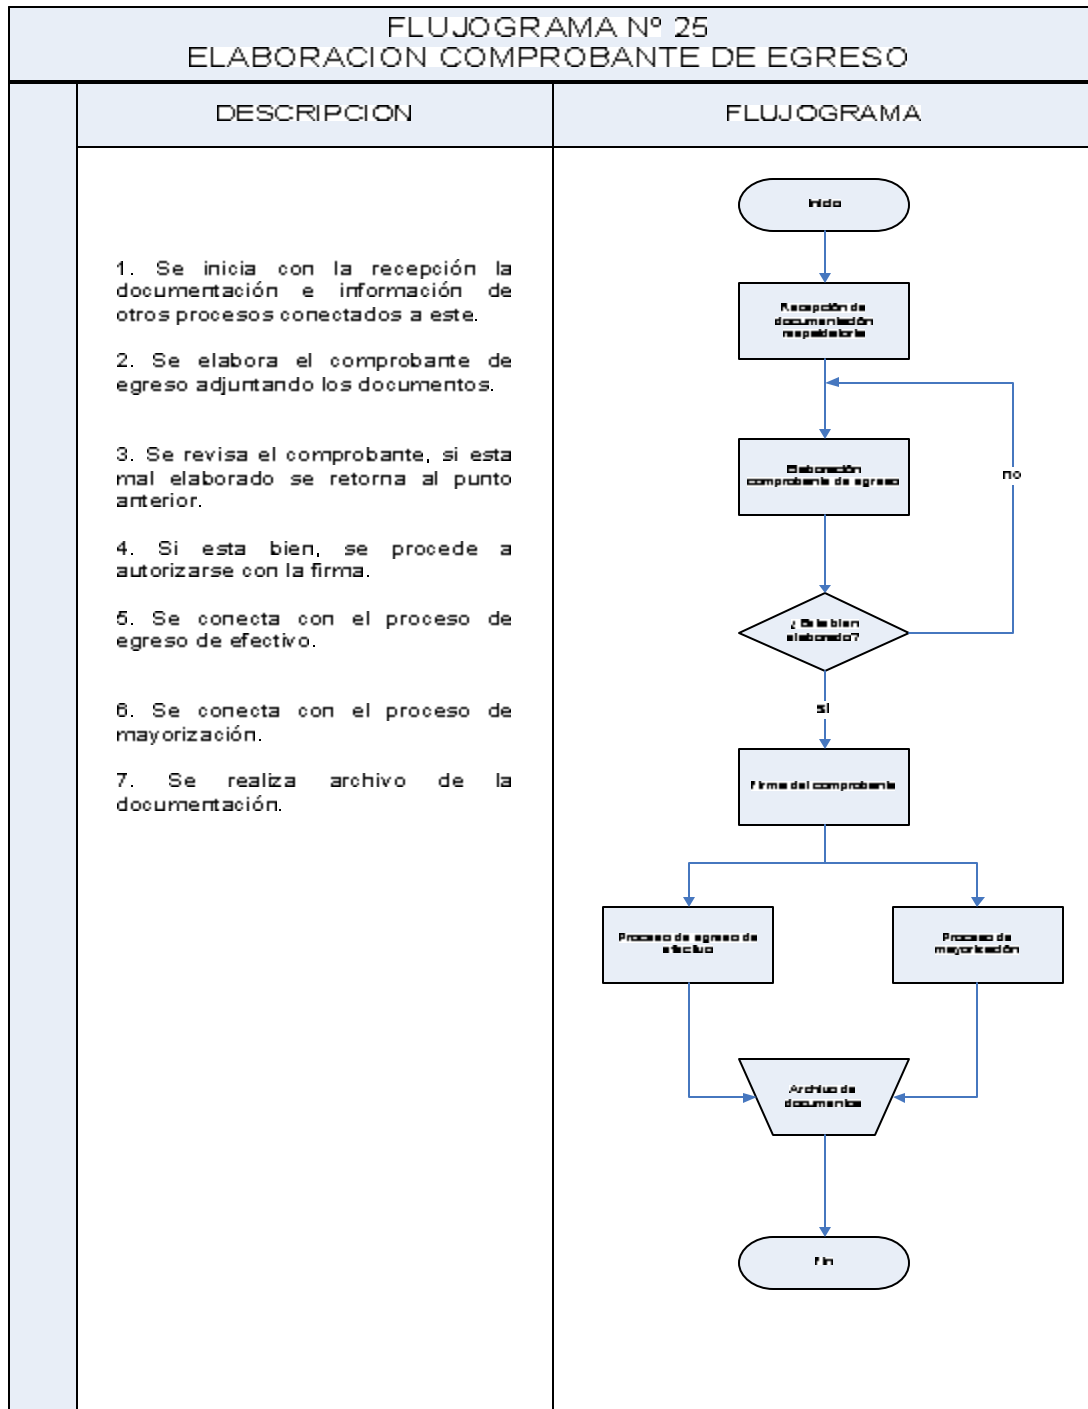 FLUJOGRAMA Nº 25
ELABORACION COMPROBANTE DE EGRESO
DESCRIPCION
FLUJOGRAMA
1. Se inicia con la recepción la
documentación e información de
otros procesos conectados a este.
2. Se elabora el comprobante de
egreso adjuntando los documentos.
3. Se revisa el comprobante, si esta
mal elaborado se retorna al punto
anterior.
4. Si esta bien, se procede a
autorizarse con la firma.
5. Se conecta con el proceso de
egreso de efectivo.
6. Se conecta con el proceso de
mayorización.
7. Se realiza archivo de la
documentación.
Inicio
Recepción de
documentación
respaldatoria
Elaboración
comprobante de egreso
no
¿Esta bien
elaborado?
si
Firma del comprobante
Proceso de egreso de
efectivo
Proceso de
mayorización
Archivo de
documentos
Fin